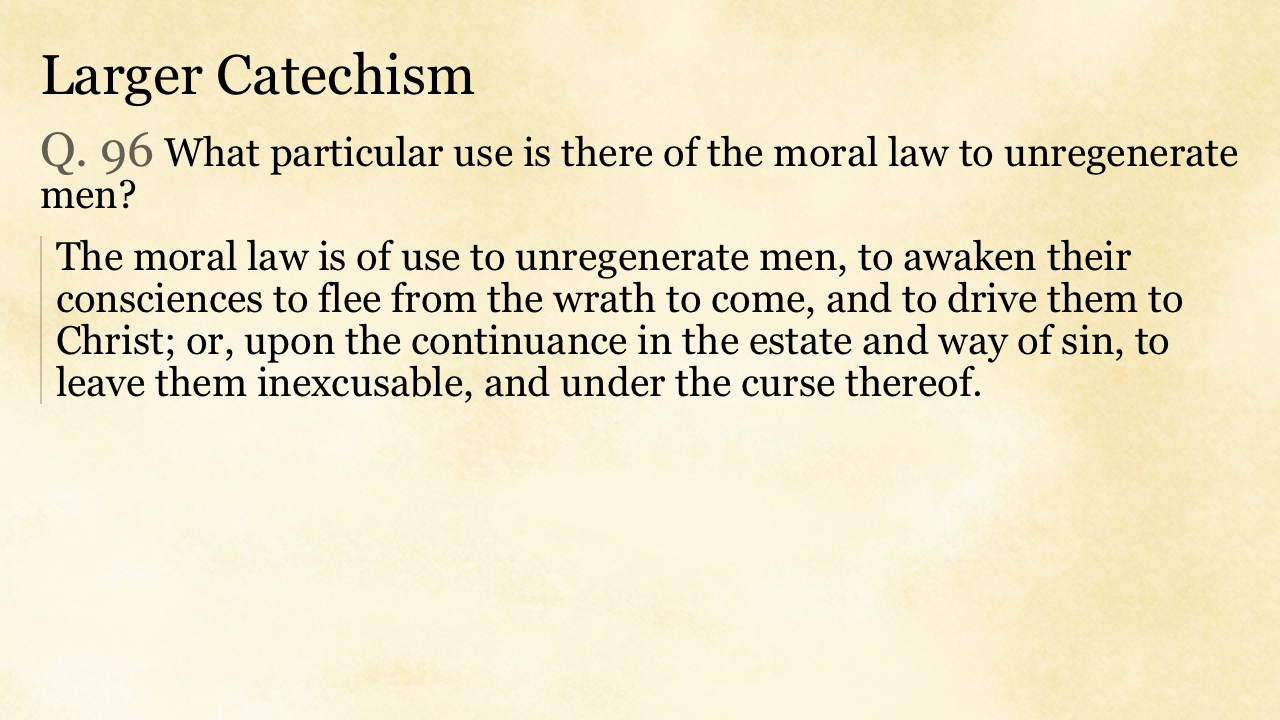 Larger Catechism
Q. 96 What particular use is there of the moral law to unregenerate
men?
The moral law is of use to unregenerate men, to awaken their
consciences to flee from the wrath to come, and to drive them to
Christ; or, upon the continuance in the estate and way of sin, to
leave them inexcusable, and under the curse thereof.